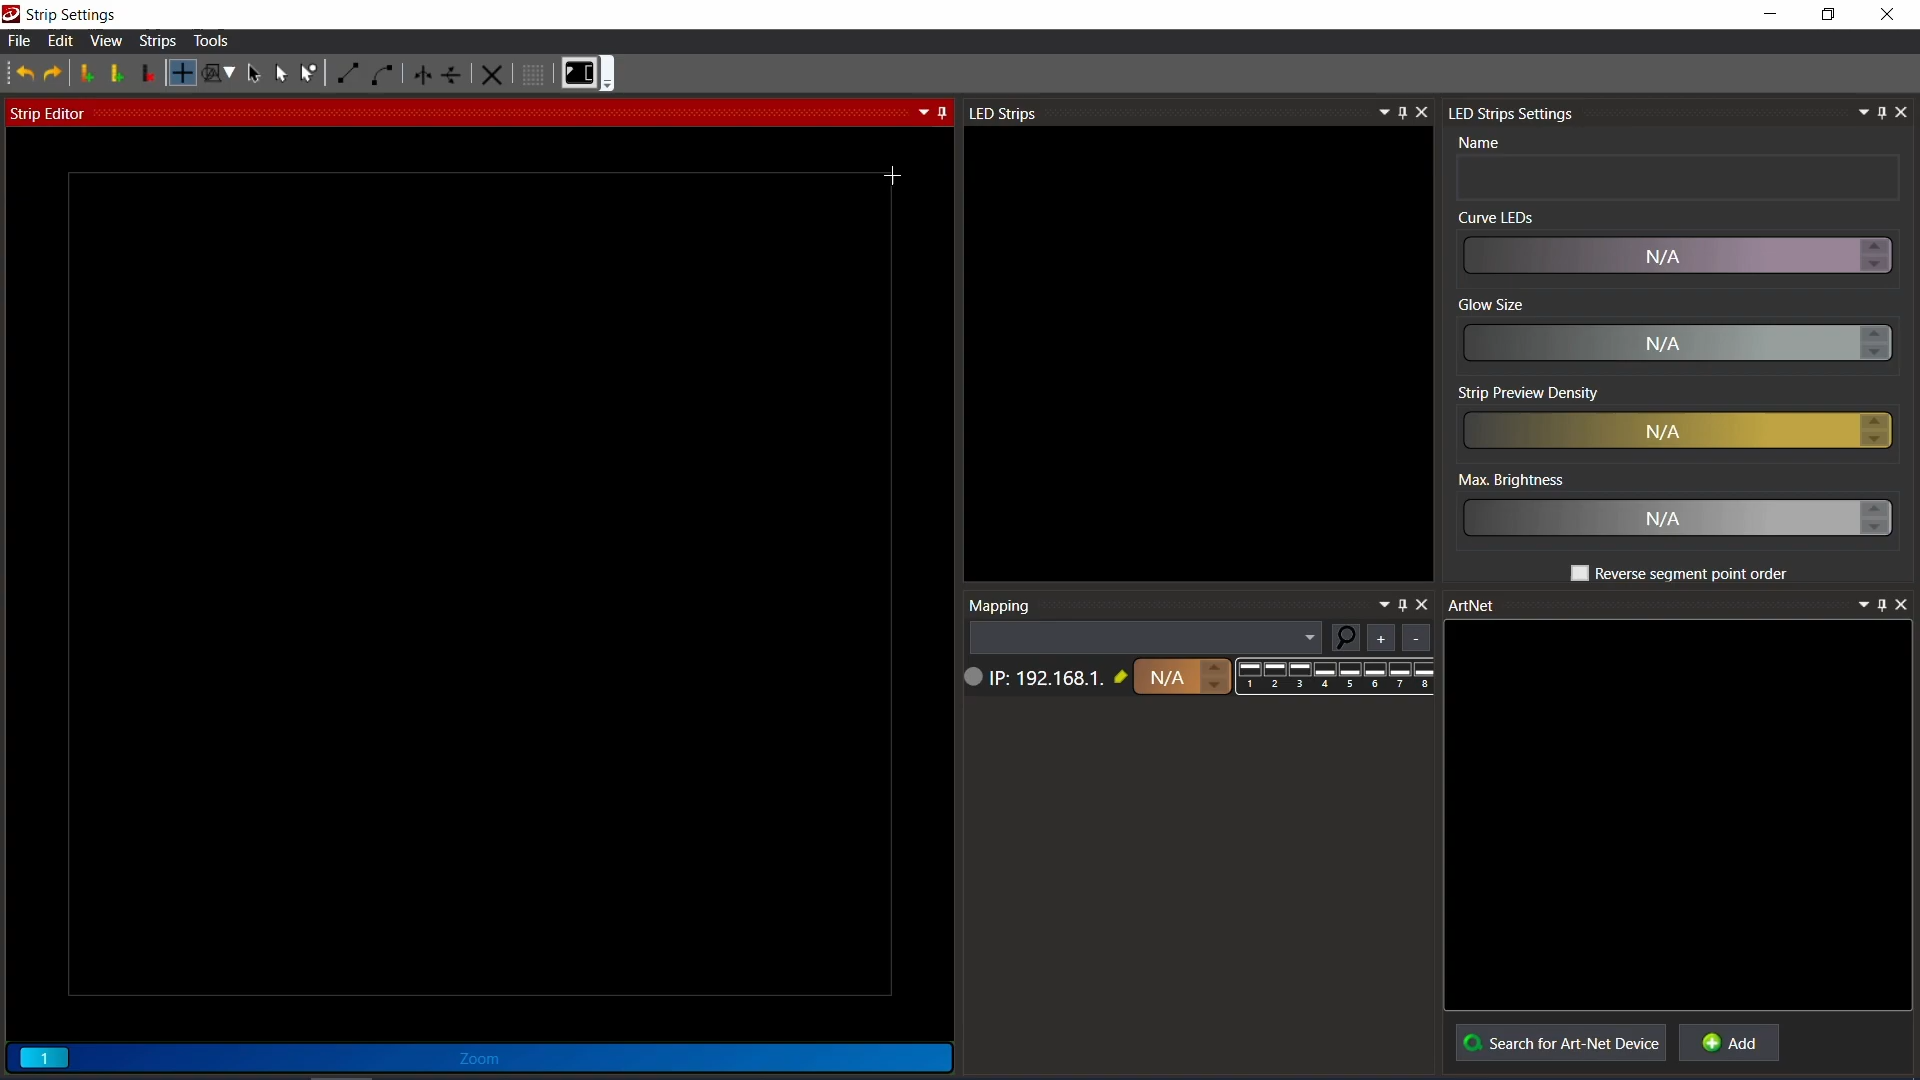 Strip Settings
File Edit View Strips Tools
Strip Editor
1
Zoom
LED Strips
LED Strips Settings
Name
Curve LEDs
N/A
Glow Size
N/A
Strip Preview Density
N/A
Max. Brightness
N/A
Reverse segment point order
Mapping
+ -
IP: 192.168.1. N/A
1 2 3 4 5 6 7 8
ArtNet
Search for Art-Net Device Add